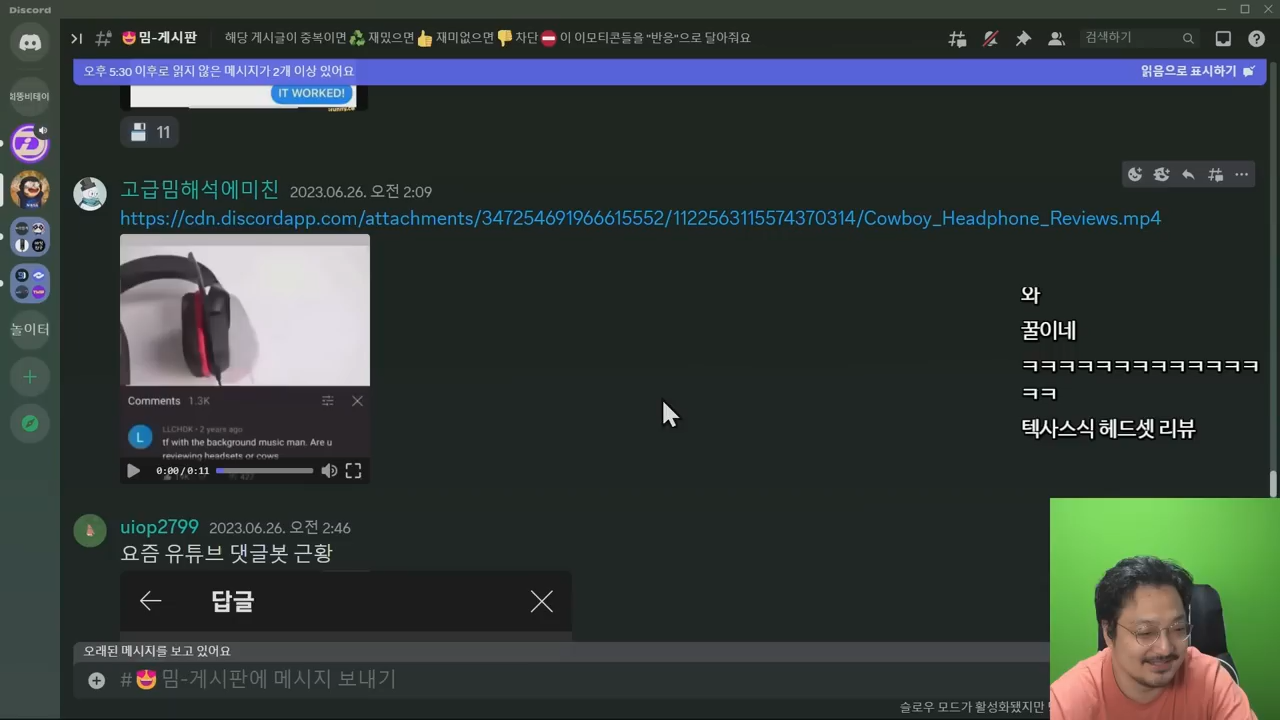 Discord
😍밈-게시판
해당 게시글이 중복이면♻️ 재밌으면👍 재미없으면👎차단⛔ 이 이모티콘들을 "반응"으로 달아줘요
검색하기
오후 5:30 이후로 읽지 않은 메시지가 2개 이상 있어요
읽음으로 표시하기
IT WORKED!
11
고급밈해석에미친 2023.06.26. 오전 2:09
https://cdn.discordapp.com/attachments/347254691966615552/1122563115574370314/Cowboy_Headphone_Reviews.mp4
와
꿀이네
ㅋㅋㅋㅋㅋㅋㅋㅋㅋㅋㅋㅋㅋ
ㅋㅋ
텍사스식 헤드셋 리뷰
놀이터
Comments 1.3K
L
LLCHDK • 2 years ago
tf with the background music man. Are u
reviewing headsets or cows
0:00 / 0:11
uiop2799 2023.06.26. 오전 2:46
요즘 유튜브 댓글봇 근황
답글
오래된 메시지를 보고 있어요
#😍밈-게시판에 메시지 보내기
슬로우 모드가 활성화됐지만